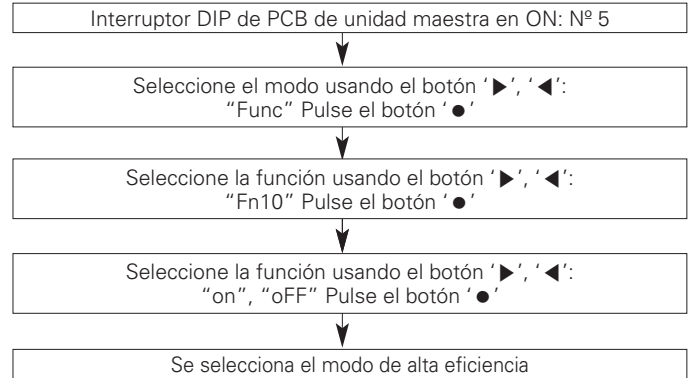 Interruptor DIP de PCB de unidad maestra en ON: Nº 5
Seleccione el modo usando el botón ‘▶’, ‘◀’:
“Func” Pulse el botón ‘●’
Seleccione la función usando el botón ‘▶’, ‘◀’:
“Fn10” Pulse el botón ‘●’
Seleccione la función usando el botón ‘▶’, ‘◀’:
“on”, “oFF” Pulse el botón ‘●’
Se selecciona el modo de alta eficiencia